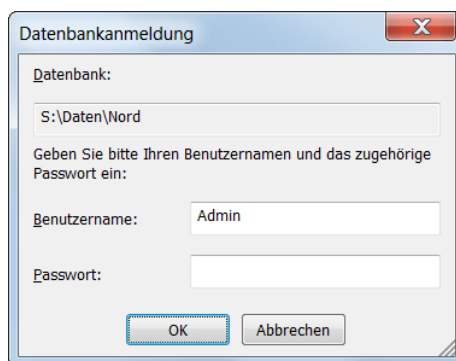 Datenbankanmeldung
Datenbank:
S:\Daten\Nord
Geben Sie bitte Ihren Benutzernamen und das zugehörige
Passwort ein:
Benutzername: Admin
Passwort:
OK Abbrechen